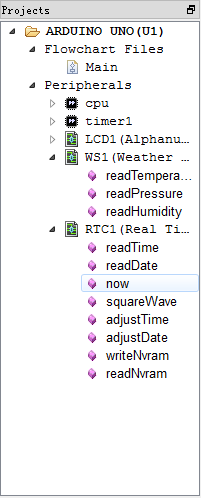 Projects
ARDUINO UNO(U1)
Flowchart Files
Main
Peripherals
cpu
timer1
LCD1(Alphanu...
WS1(Weather ...
readTempera...
readPressure
readHumidity
RTC1(Real Ti...
readTime
readDate
now
squareWave
adjustTime
adjustDate
writeNvram
readNvram